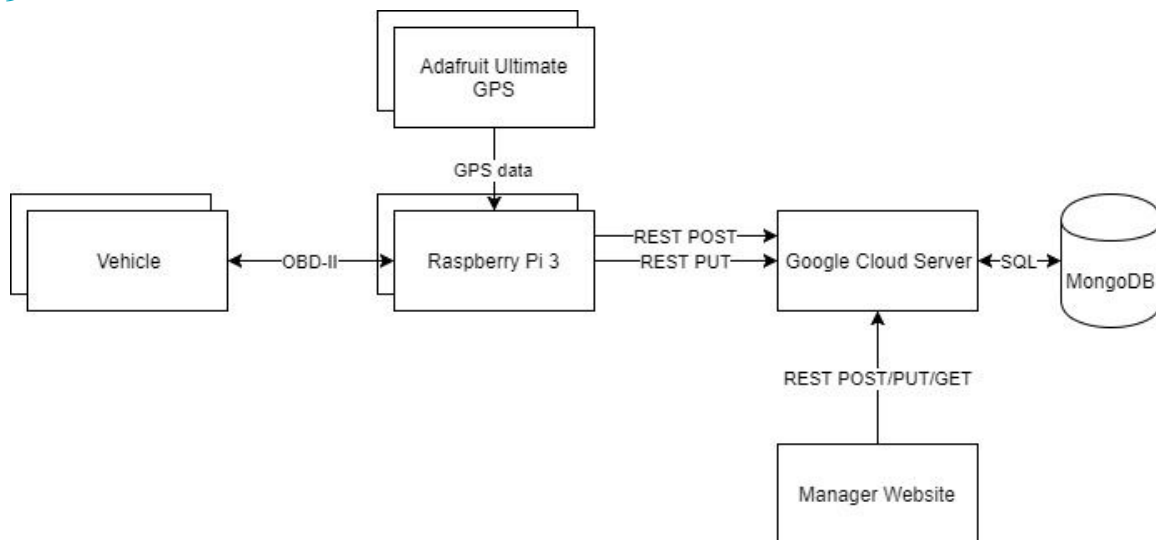 Adafruit Ultimate
GPS
GPS data
Vehicle
OBD-II
Raspberry Pi 3
REST POST
REST PUT
Google Cloud Server
SQL
MongoDB
REST POST/PUT/GET
Manager Website